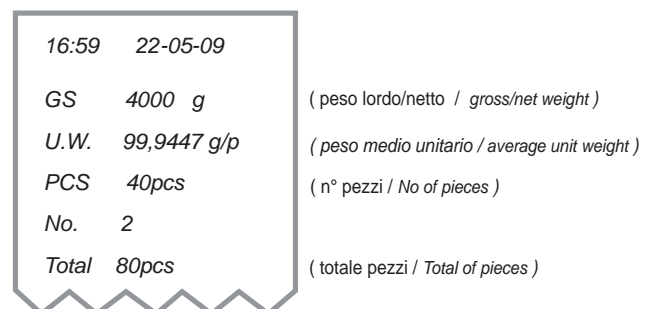 16:59 22-05-09
GS 4000 g ( peso lordo/netto / gross/net weight )
U.W. 99,9447 g/p ( peso medio unitario / average unit weight )
PCS 40pcs ( n° pezzi / No of pieces )
No. 2
Total 80pcs ( totale pezzi / Total of pieces )